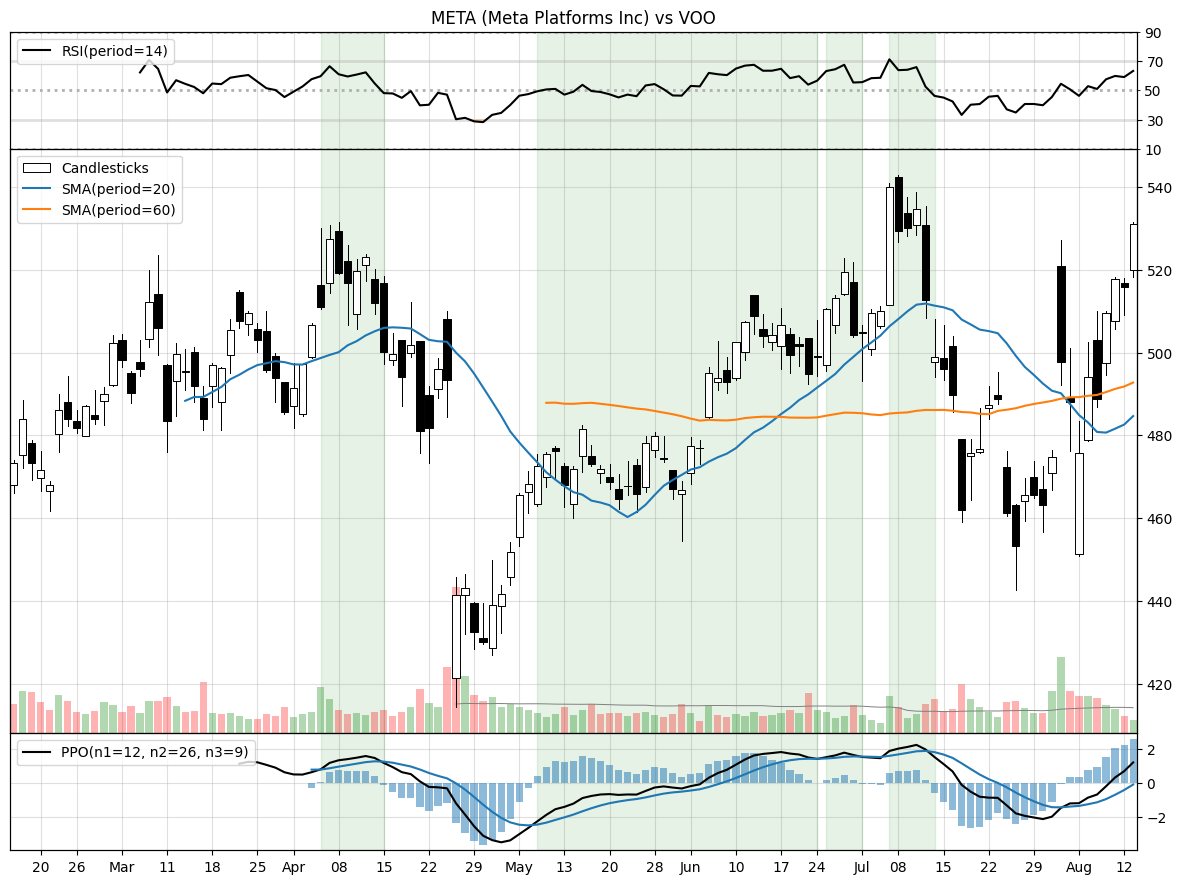 META (Meta Platforms Inc) vs VOO
RSI(period=14)
90
70
50
30
10
Candlesticks
SMA(period=20)
SMA(period=60)
540
520
500
480
460
440
420
PPO(n1=12, n2=26, n3=9)
2
0
−2
20 26 Mar 11 18 25 Apr 08 15 22 29 May 13 20 28 Jun 10 17 24 Jul 08 15 22 29 Aug 12